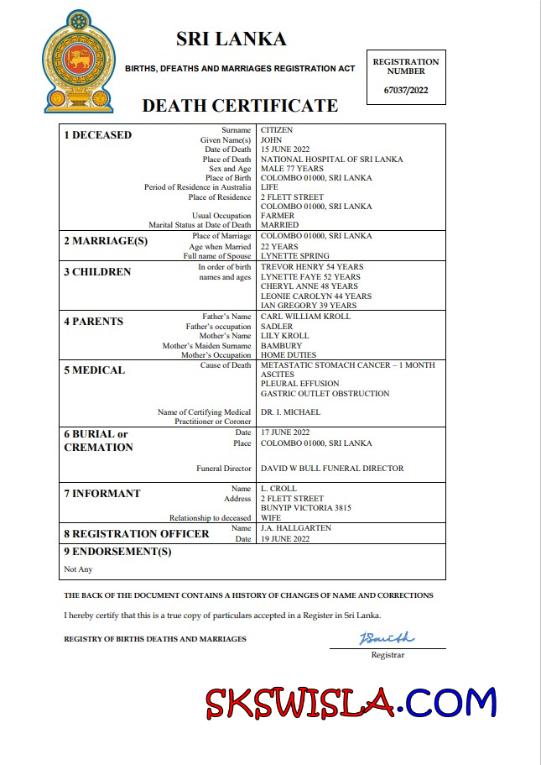 SRI LANKA
BIRTHS, DFEATHS AND MARRIAGES REGISTRATION ACT
REGISTRATION
NUMBER
67037/2022
DEATH CERTIFICATE
1 DECEASED
Surname CITIZEN
Given Name(s) JOHN
Date of Death 15 JUNE 2022
Place of Death NATIONAL HOSPITAL OF SRI LANKA
Sex and Age MALE 77 YEARS
Place of Birth COLOMBO 01000, SRI LANKA
Period of Residence in Australia LIFE
Place of Residence 2 FLETT STREET
COLOMBO 01000, SRI LANKA
Usual Occupation FARMER
Marital Status at Date of Death MARRIED
2 MARRIAGE(S)
Place of Marriage COLOMBO 01000, SRI LANKA
Age when Married 22 YEARS
Full name of Spouse LYNETTE SPRING
3 CHILDREN
In order of birth TREVOR HENRY 54 YEARS
names and ages LYNETTE FAYE 52 YEARS
CHERYL ANNE 48 YEARS
LEONIE CAROLYN 44 YEARS
IAN GREGORY 39 YEARS
4 PARENTS
Father's Name CARL WILLIAM KROLL
Father's occupation SADLER
Mother's Name LILY KROLL
Mother's Maiden Surname BAMBURY
Mother's Occupation HOME DUTIES
5 MEDICAL
Cause of Death METASTATIC STOMACH CANCER – 1 MONTH
ASCITES
PLEURAL EFFUSION
GASTRIC OUTLET OBSTRUCTION
Name of Certifying Medical DR. I. MICHAEL
Practitioner or Coroner
6 BURIAL or
CREMATION
Date 17 JUNE 2022
Place COLOMBO 01000, SRI LANKA
Funeral Director DAVID W BULL FUNERAL DIRECTOR
7 INFORMANT
Name L. CROLL
Address 2 FLETT STREET
BUNYIP VICTORIA 3815
Relationship to deceased WIFE
8 REGISTRATION OFFICER
Name J.A. HALLGARTEN
Date 19 JUNE 2022
9 ENDORSEMENT(S)
Not Any
THE BACK OF THE DOCUMENT CONTAINS A HISTORY OF CHANGES OF NAME AND CORRECTIONS
I hereby certify that this is a true copy of particulars accepted in a Register in Sri Lanka.
REGISTRY OF BIRTHS DEATHS AND MARRIAGES
Registrar
SKSWISLA.COM